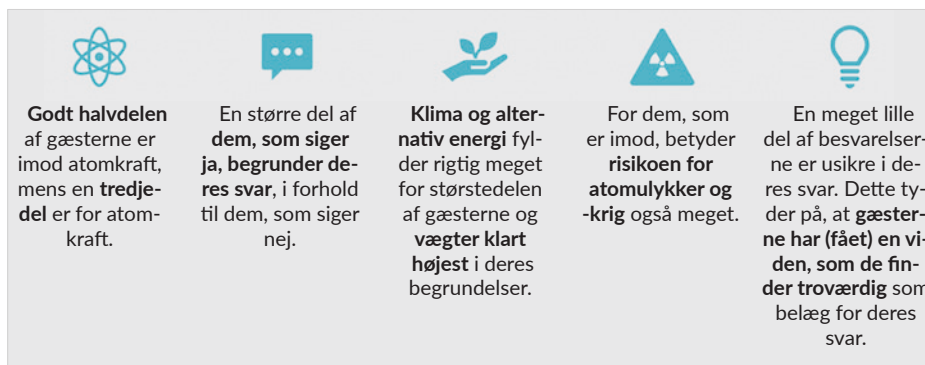 Godt halvdelen
af gæsterne er
imod atomkraft,
mens en tredje-
del er for atom-
kraft.
En større del af
dem, som siger
ja, begrunder de-
res svar, i forhold
til dem, som siger
nej.
Klima og alter-
nativ energi fyl-
der rigtig meget
for størstedelen
af gæsterne og
vægter klart
højest i deres
begrundelser.
For dem, som
er imod, betyder
risikoen for
atomulykker og
-krig også meget.
En meget lille
del af besvarelser-
ne er usikre i de-
res svar. Dette ty-
der på, at gæster-
ne har (fået) en vi-
den, som de fin-
der troværdig som
belæg for deres
svar.